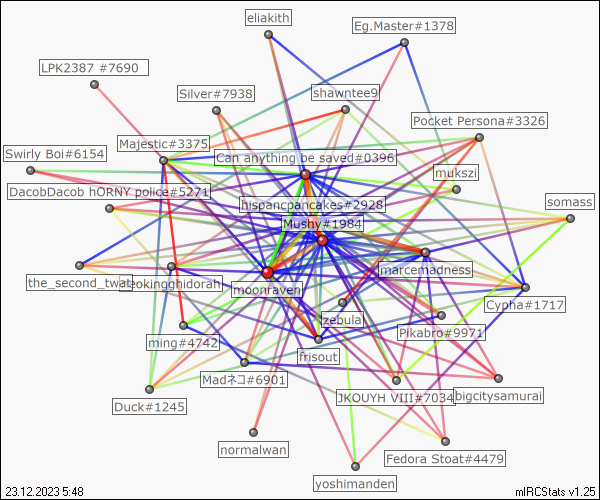 eliakith
Eg.Master#1378
LPK2387 #7690
Silver#7938
shawntee9
Pocket Persona#3326
Majestic#3375
Swirly Boi#6154
Can anything be saved#0396
mukszi
DacobDacob hORNY police#5271
hispancpancakes#2928
somass
Mushy#1984
the_second_twat
leokingghidorah
moonraven
marcemadness
Cypha#1717
zebula
Pikabro#9971
ming#4742
frisout
Madネコ#6901
JKOUYH VIII#7034
bigcitysamurai
Duck#1245
normalwan
Fedora Stoat#4479
yoshimanden
23.12.2023 5:48
mIRCStats v1.25